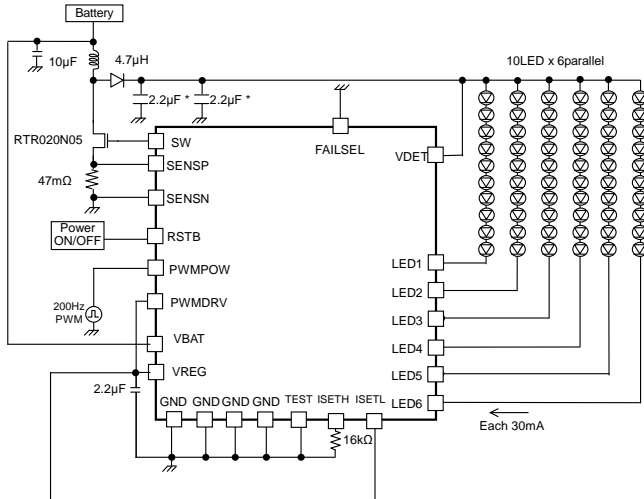 Battery
10µF
4.7µH
10LED x 6parallel
2.2µF *
2.2µF *
RTR020N05
SW
FAILSEL
SENSP
VDET
47mΩ
SENSN
Power
ON/OFF
RSTB
PWMPOW
LED1
LED2
200Hz
PWM
PWMDRV
LED3
VBAT
LED4
VREG
LED5
2.2µF
GND
GND
GND
GND
TEST
ISETH
ISETL
LED6
16kΩ
Each 30mA